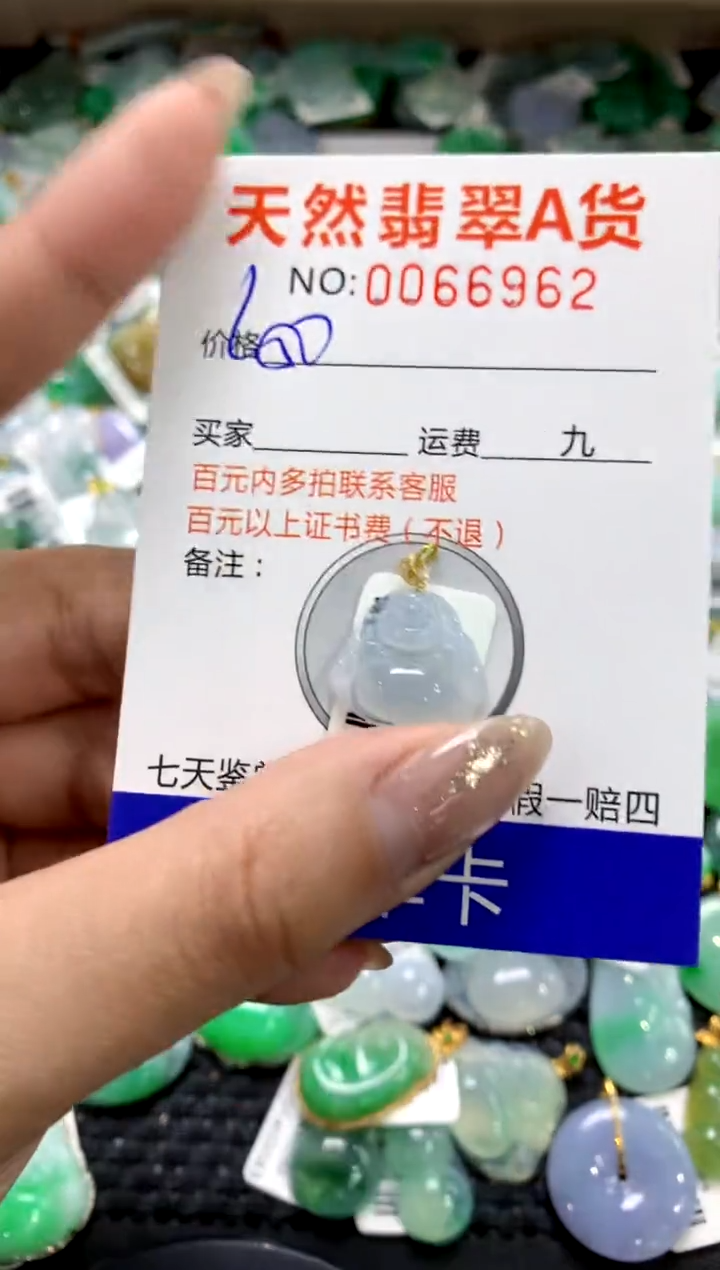 天然翡翠A货
NO:0066962
价格 600
买家 运费 九
百元内多拍联系客服
百元以上证书费（不退）
备注：
七天鉴 假一赔四
卡